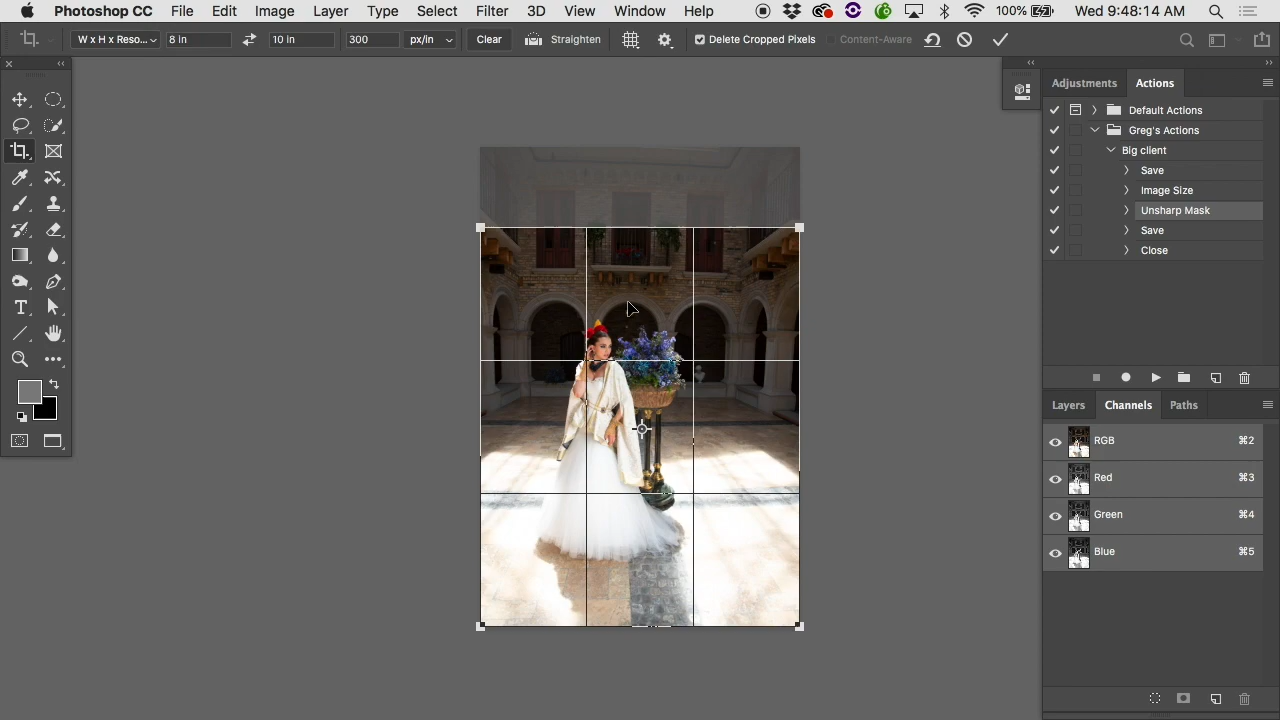 Photoshop CC File Edit Image Layer Type Select Filter 3D View Window Help 100% Wed 9:48:14 AM
W x H x Reso... 8 in 10 in 300 px/in Clear Straighten Delete Cropped Pixels Content-Aware
Adjustments Actions
Default Actions
Greg's Actions
Big client
Save
Image Size
Unsharp Mask
Save
Close
Layers Channels Paths
RGB ⌘2
Red ⌘3
Green ⌘4
Blue ⌘5